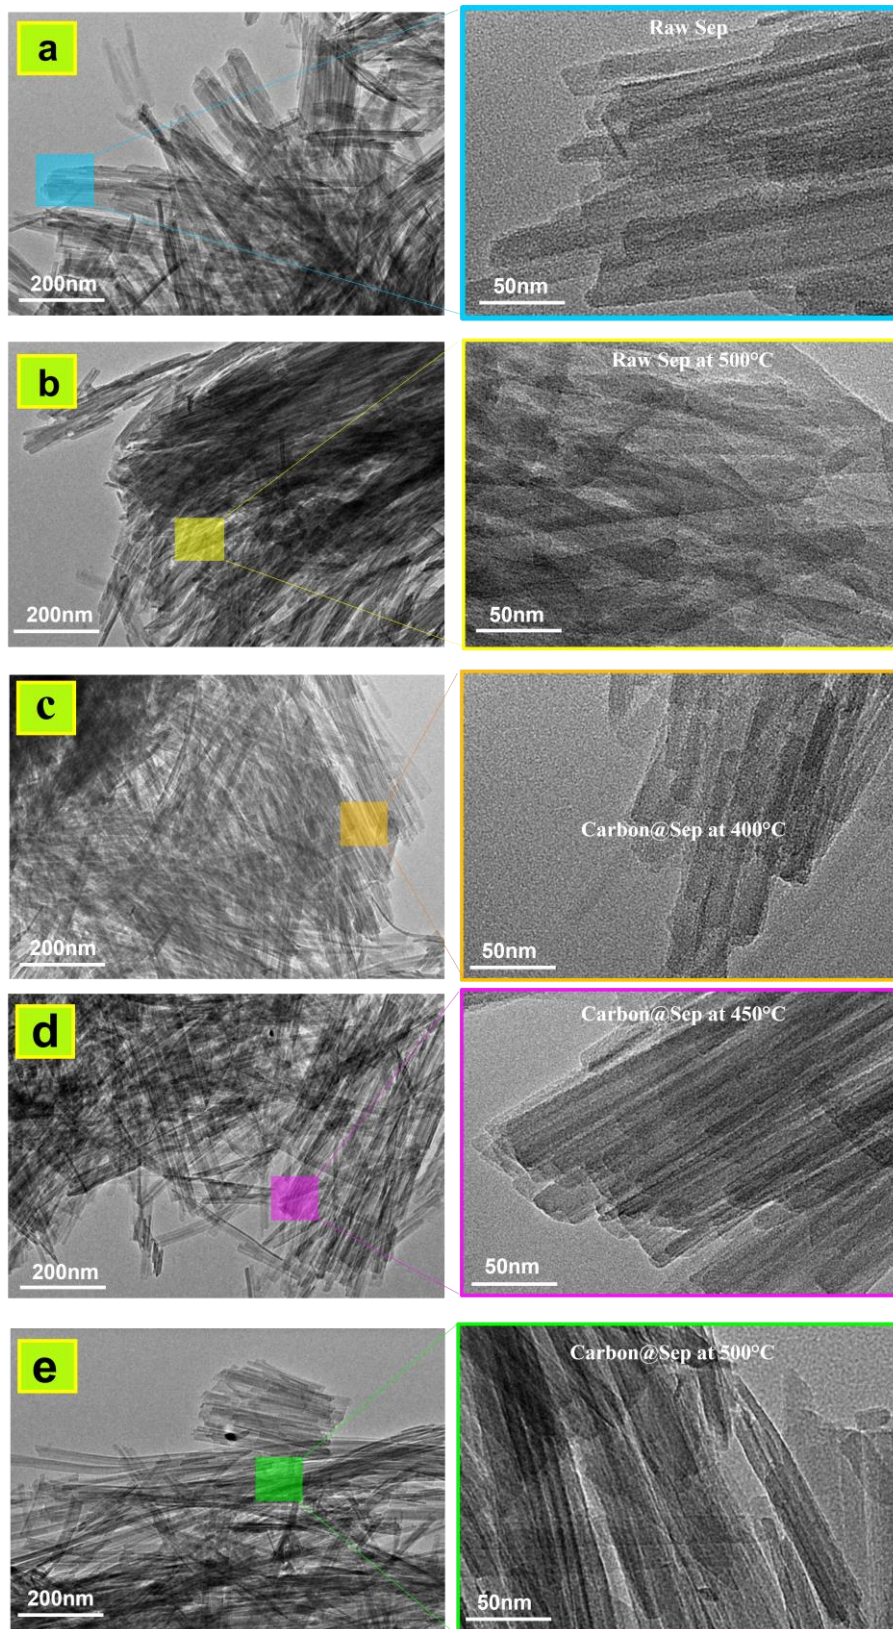 a
Raw Sep
200nm
50nm
b
Raw Sep at 500°C
200nm
50nm
c
Carbon@Sep at 400°C
200nm
50nm
d
Carbon@Sep at 450°C
200nm
50nm
e
Carbon@Sep at 500°C
200nm
50nm